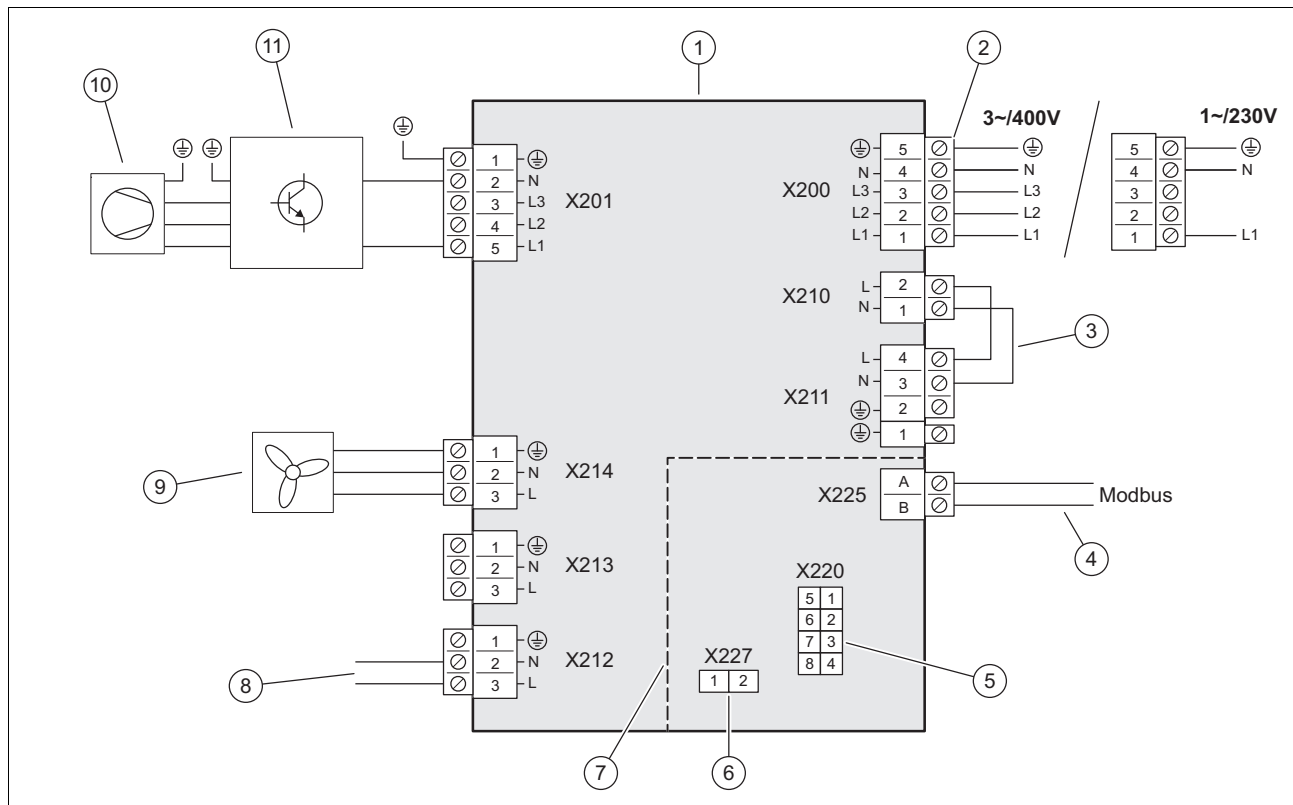 10
11
1
2
3~/400V
1~/230V
X201
1
2 N
3 L3
4 L2
5 L1
X200
5
N 4 N
L3 3 L3
L2 2 L2
L1 1 L1
5
4 N
3
2
1 L1
X210
L 2
N 1
3
X211
L 4
N 3
2
1
9
X214
1
2 N
3 L
X225
A
B
Modbus
4
X213
1
2 N
3 L
X220
5 1
6 2
7 3
8 4
5
8
X212
1
2 N
3 L
X227
1 2
7
6